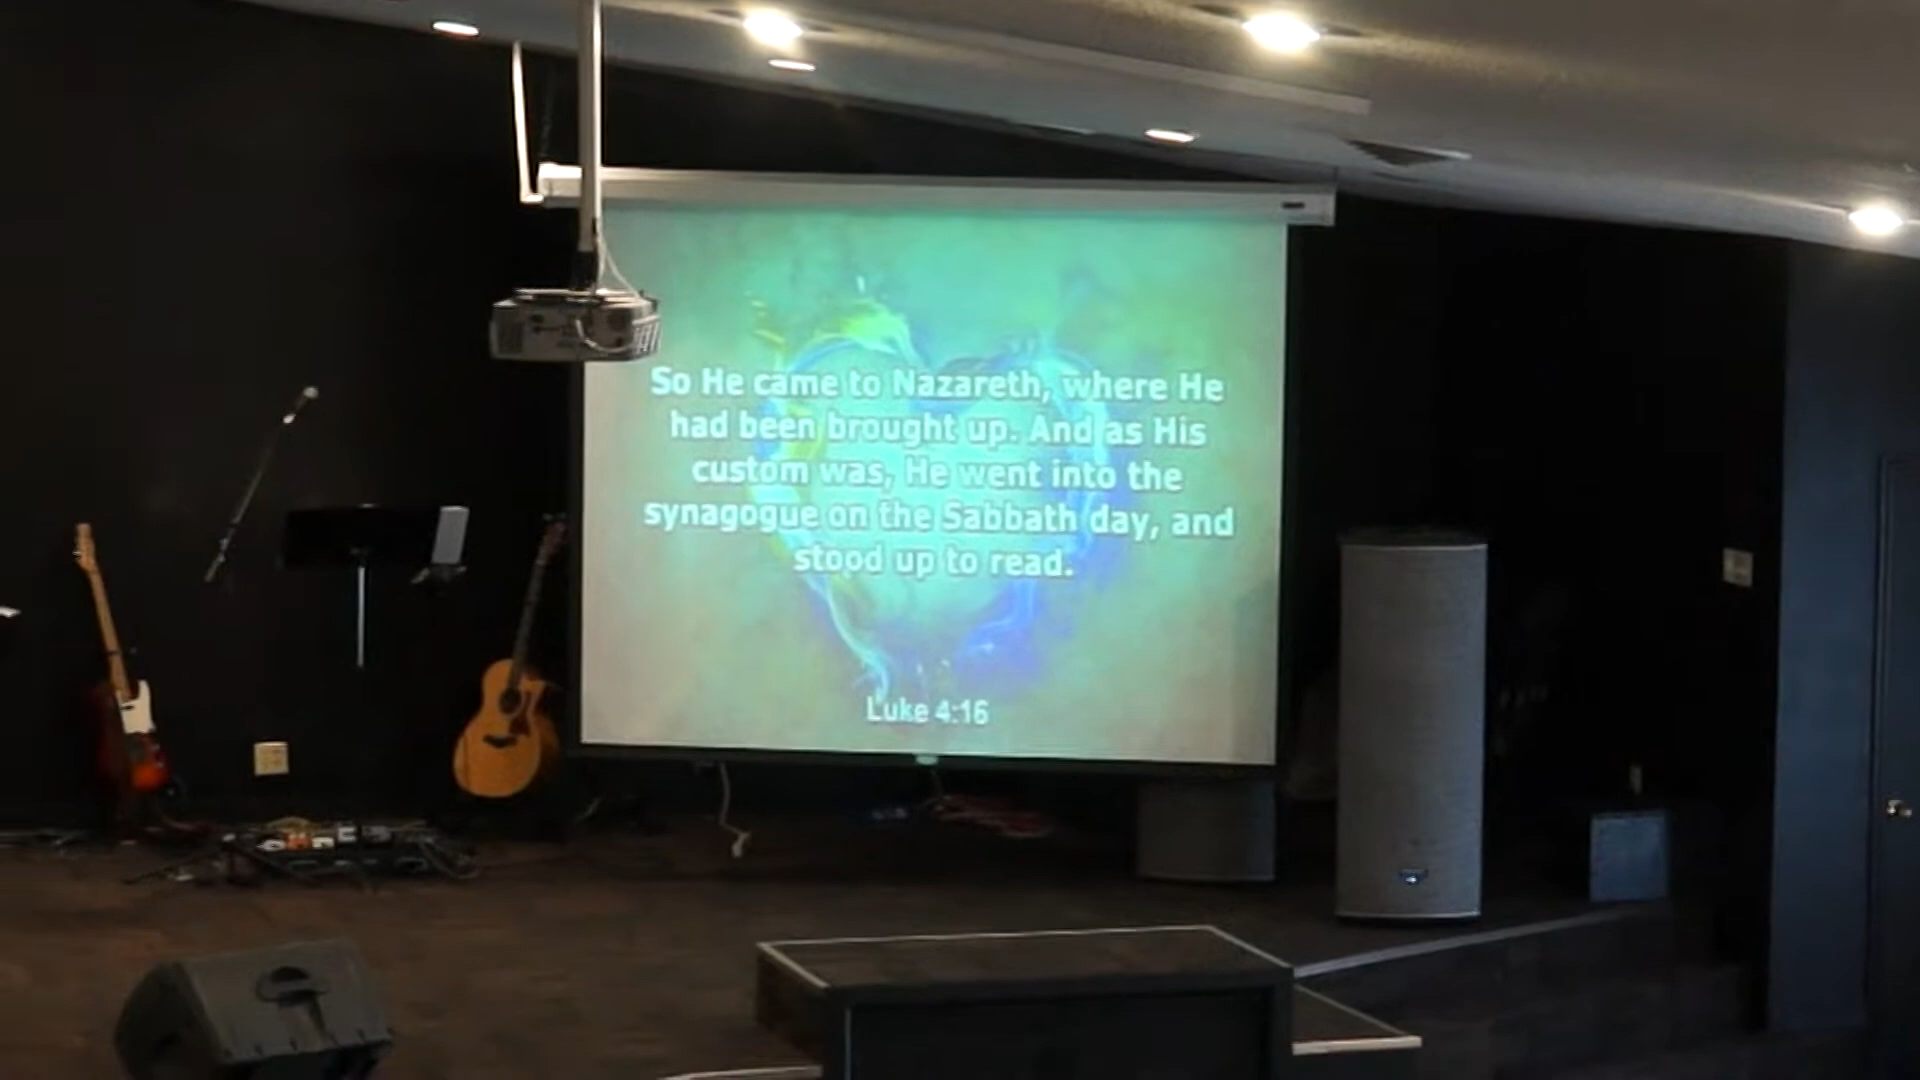 So He came to Nazareth, where He
had been brought up. And as His
custom was, He went into the
synagogue on the Sabbath day, and
stood up to read.
Luke 4:16